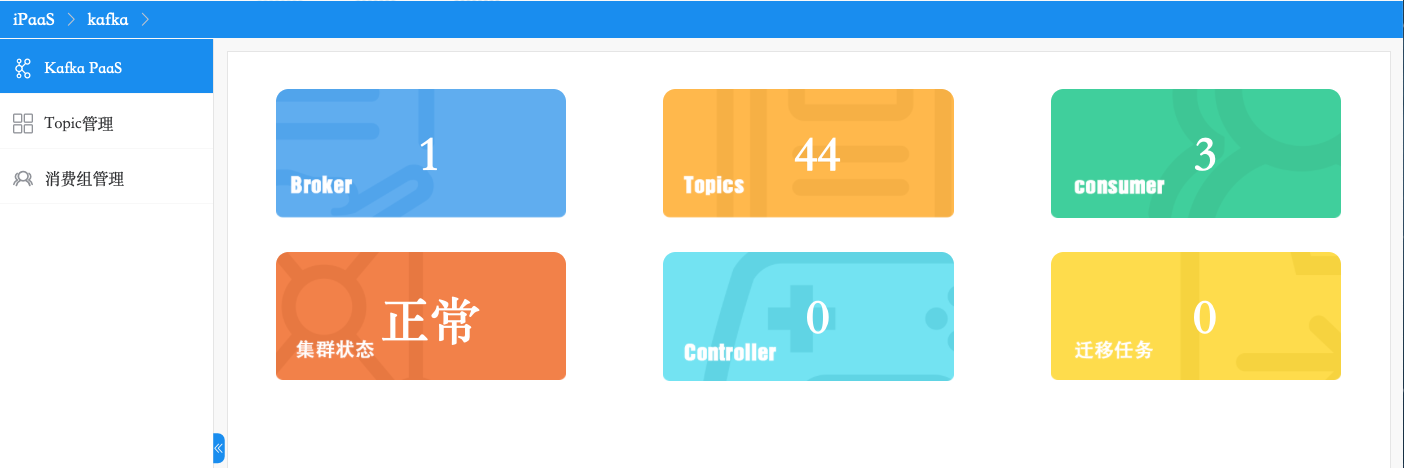 iPaaS > kafka >
Kafka PaaS
Topic管理
消费组管理
1
Broker
44
Topics
3
consumer
正常
集群状态
0
Controller
0
迁移任务